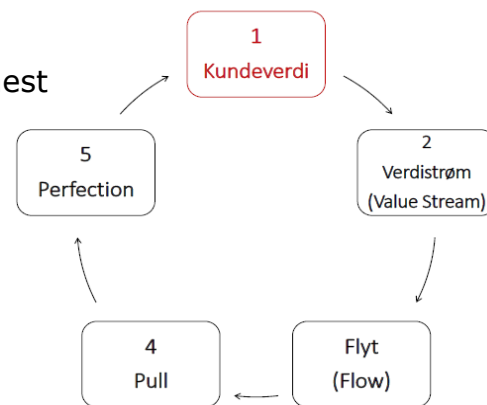 1
Kundeverdi
est
5
Perfection
2
Verdistrøm
(Value Stream)
4
Pull
Flyt
(Flow)